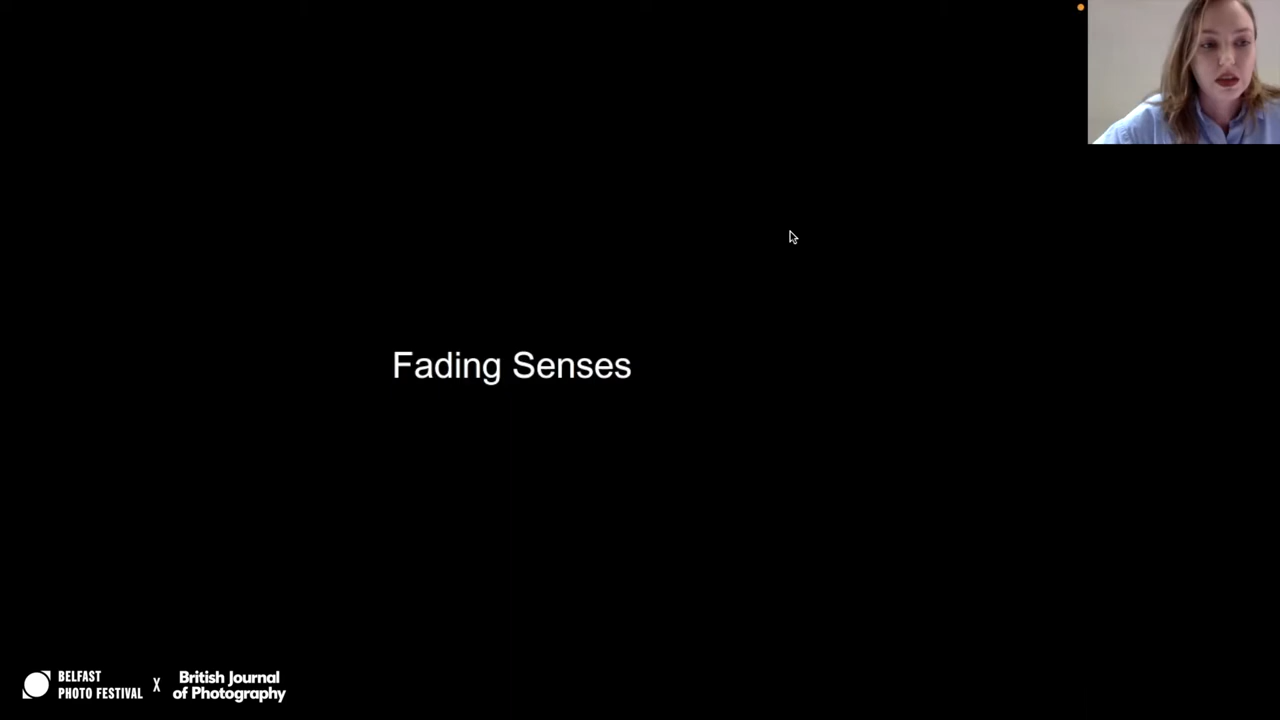 Fading Senses
BELFAST
PHOTO FESTIVAL
X
British Journal
of Photography